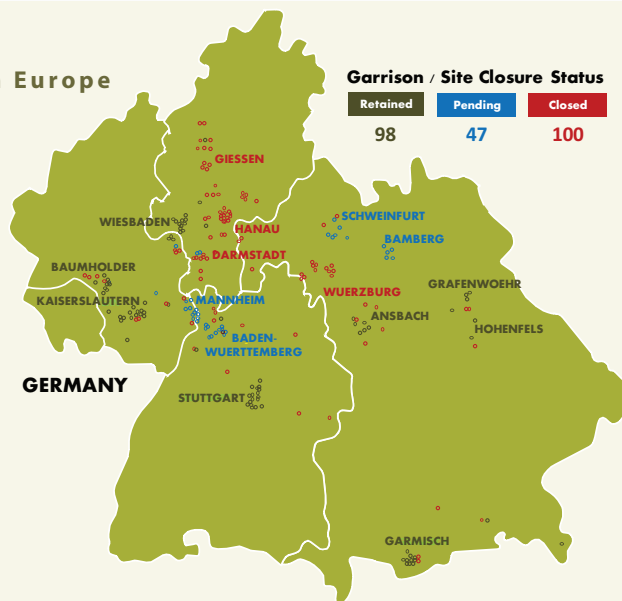 Europe
Garrison / Site Closure Status
Retained Pending Closed
98 47 100
GIESSEN
WIESBADEN
SCHWEINFURT
HANAU
BAMBERG
DARMSTADT
BAUMHOLDER
GRAFENWOEHR
WUERZBURG
KAISERSLAUTERN
MANNHEIM
ANSBACH
HOHENFELS
BADEN-
WUERTTEMBERG
GERMANY
STUTTGART
GARMISCH